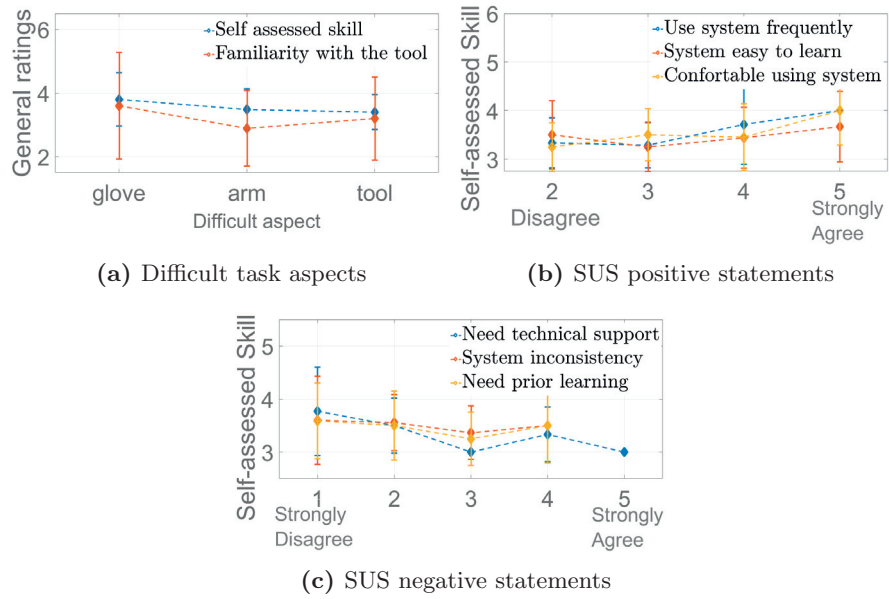 General ratings
6
4
2
Self assessed skill
Familiarity with the tool
glove arm tool
Difficult aspect
(a) Difficult task aspects
Self-assessed Skill
6
5
4
3
Use system frequently
System easy to learn
Confortable using system
2 3 4 5
Disagree
Strongly
Agree
(b) SUS positive statements
Self-assessed Skill
5
4
3
Need technical support
System inconsistency
Need prior learning
1 2 3 4 5
Strongly
Disagree
Strongly
Agree
(c) SUS negative statements